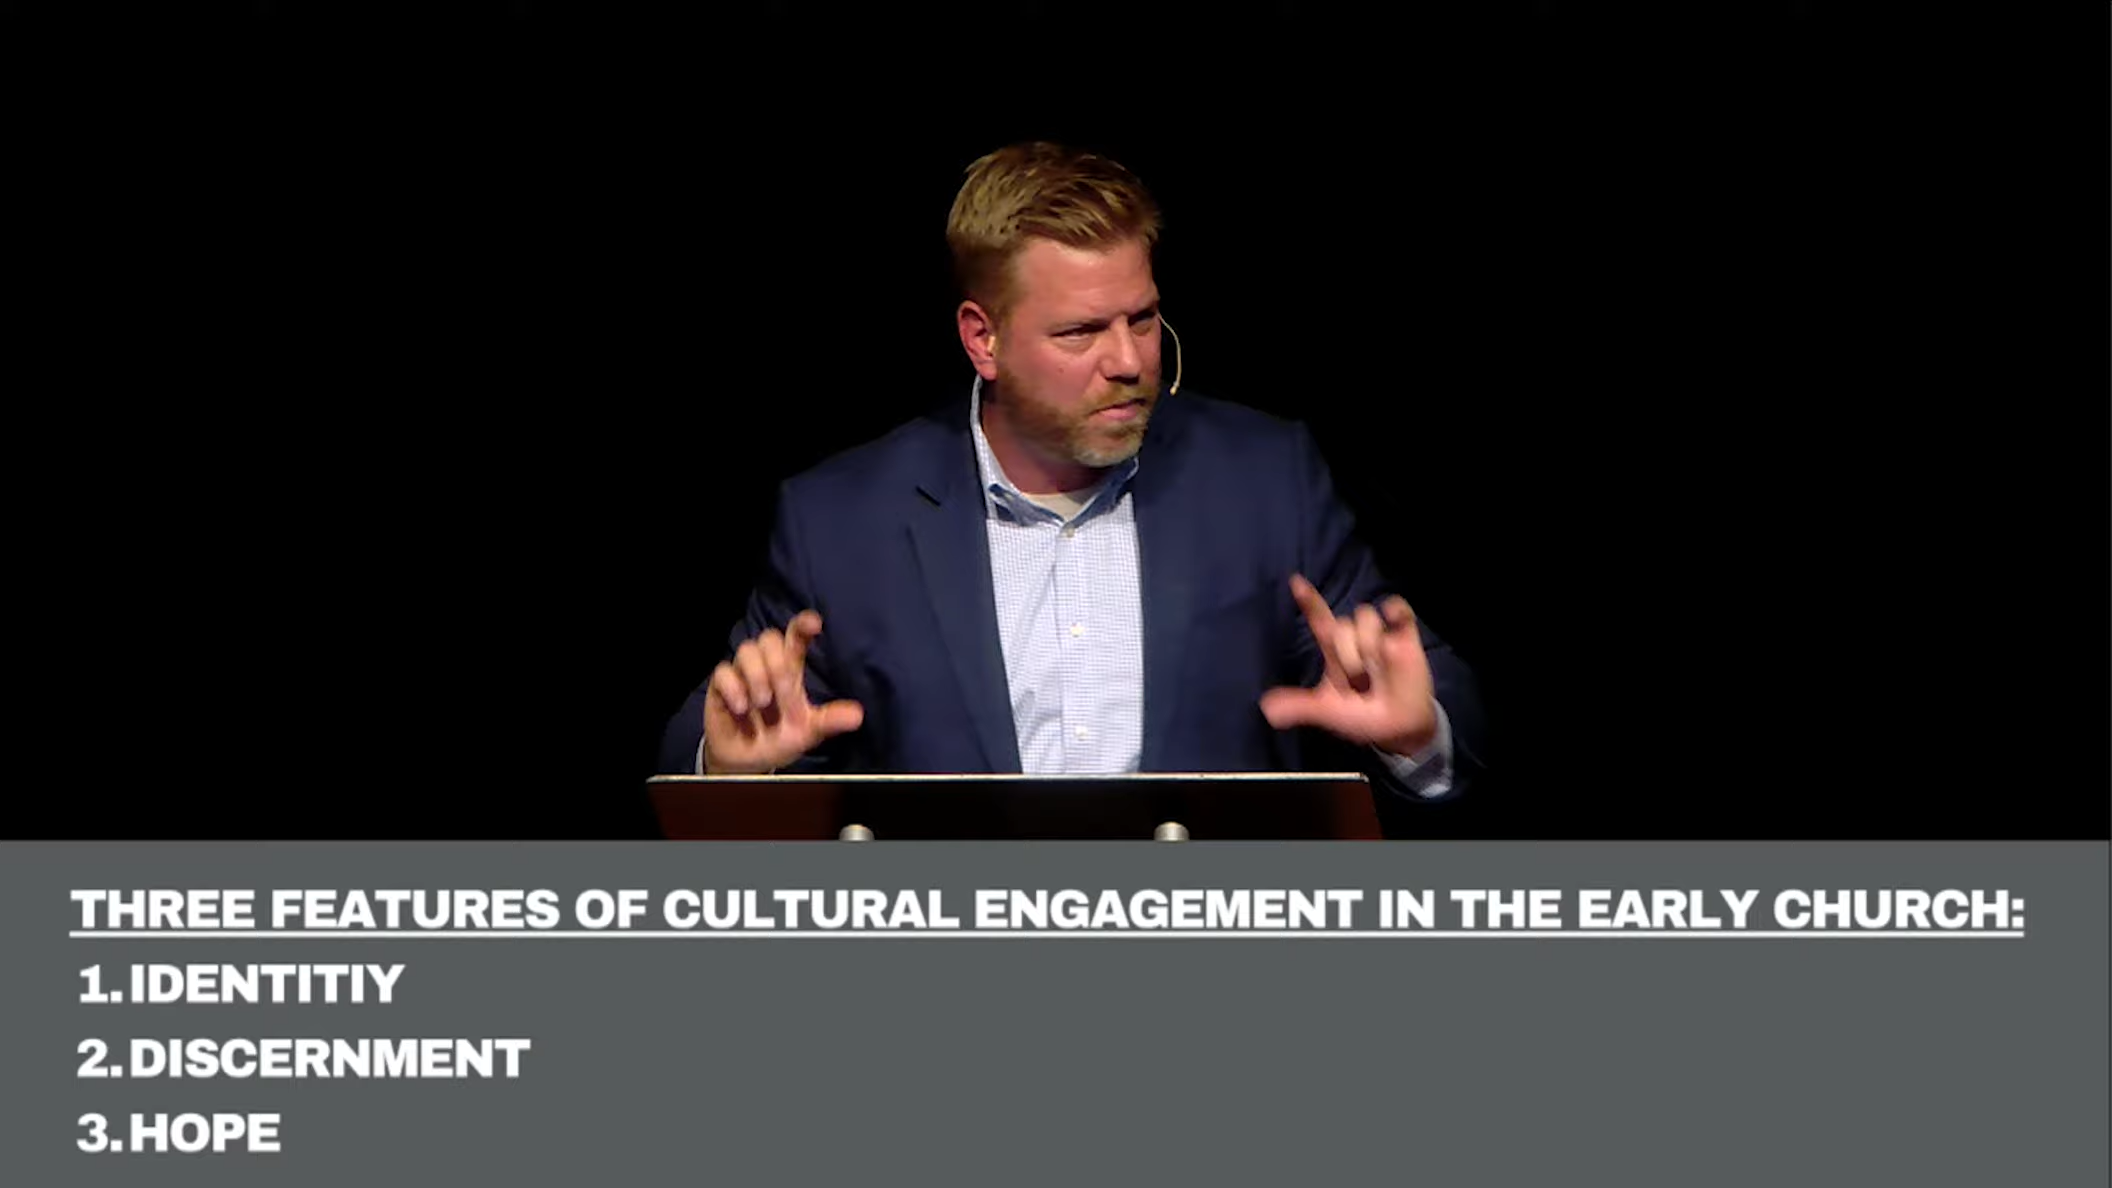 THREE FEATURES OF CULTURAL ENGAGEMENT IN THE EARLY CHURCH:
1. IDENTITIY
2. DISCERNMENT
3. HOPE